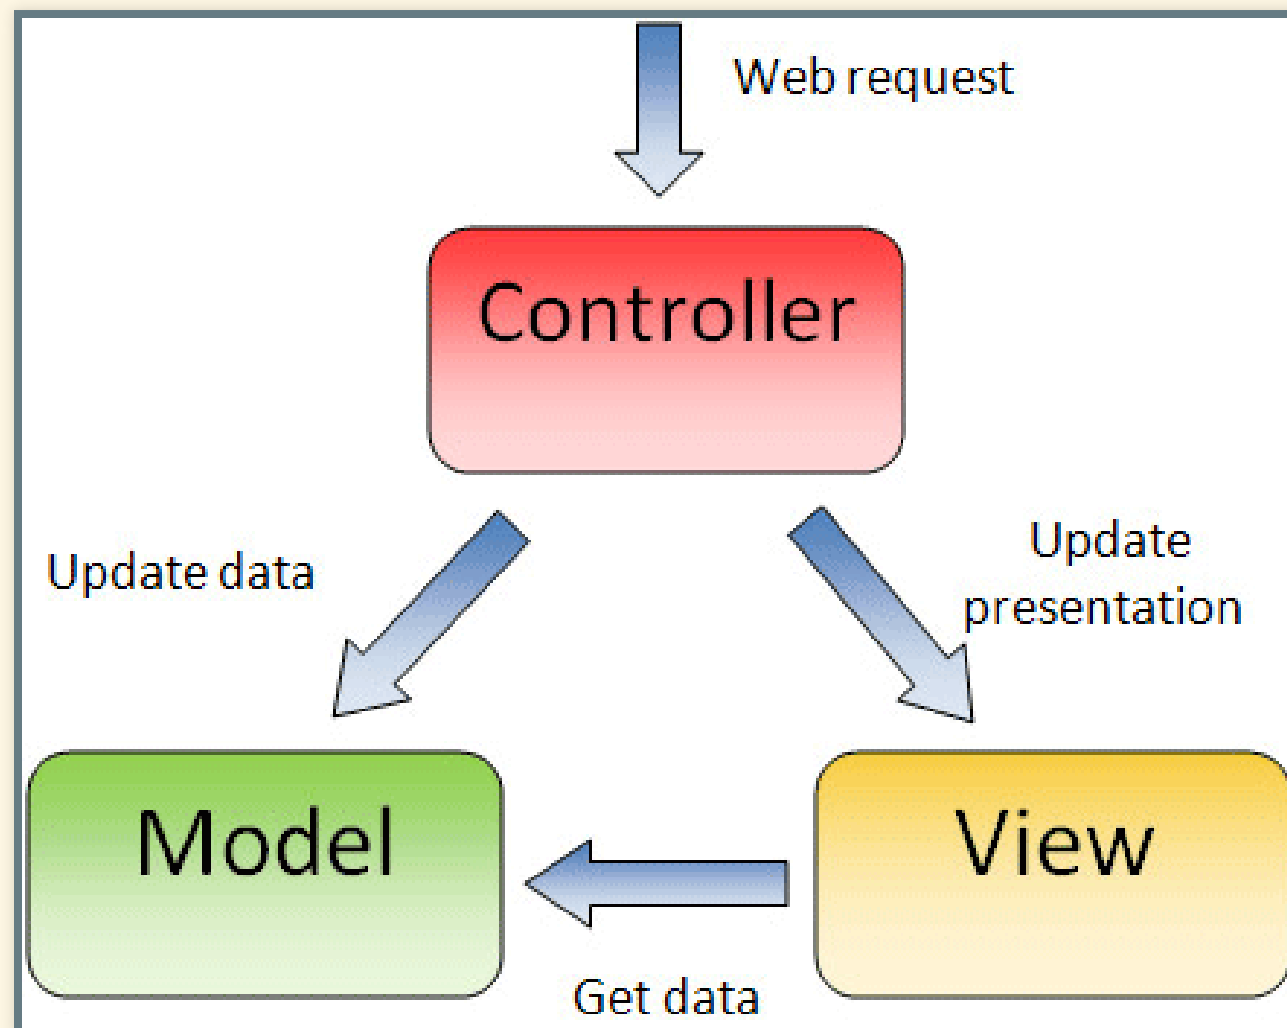 Web request
Controller
Update data
Update
presentation
Model
View
Get data